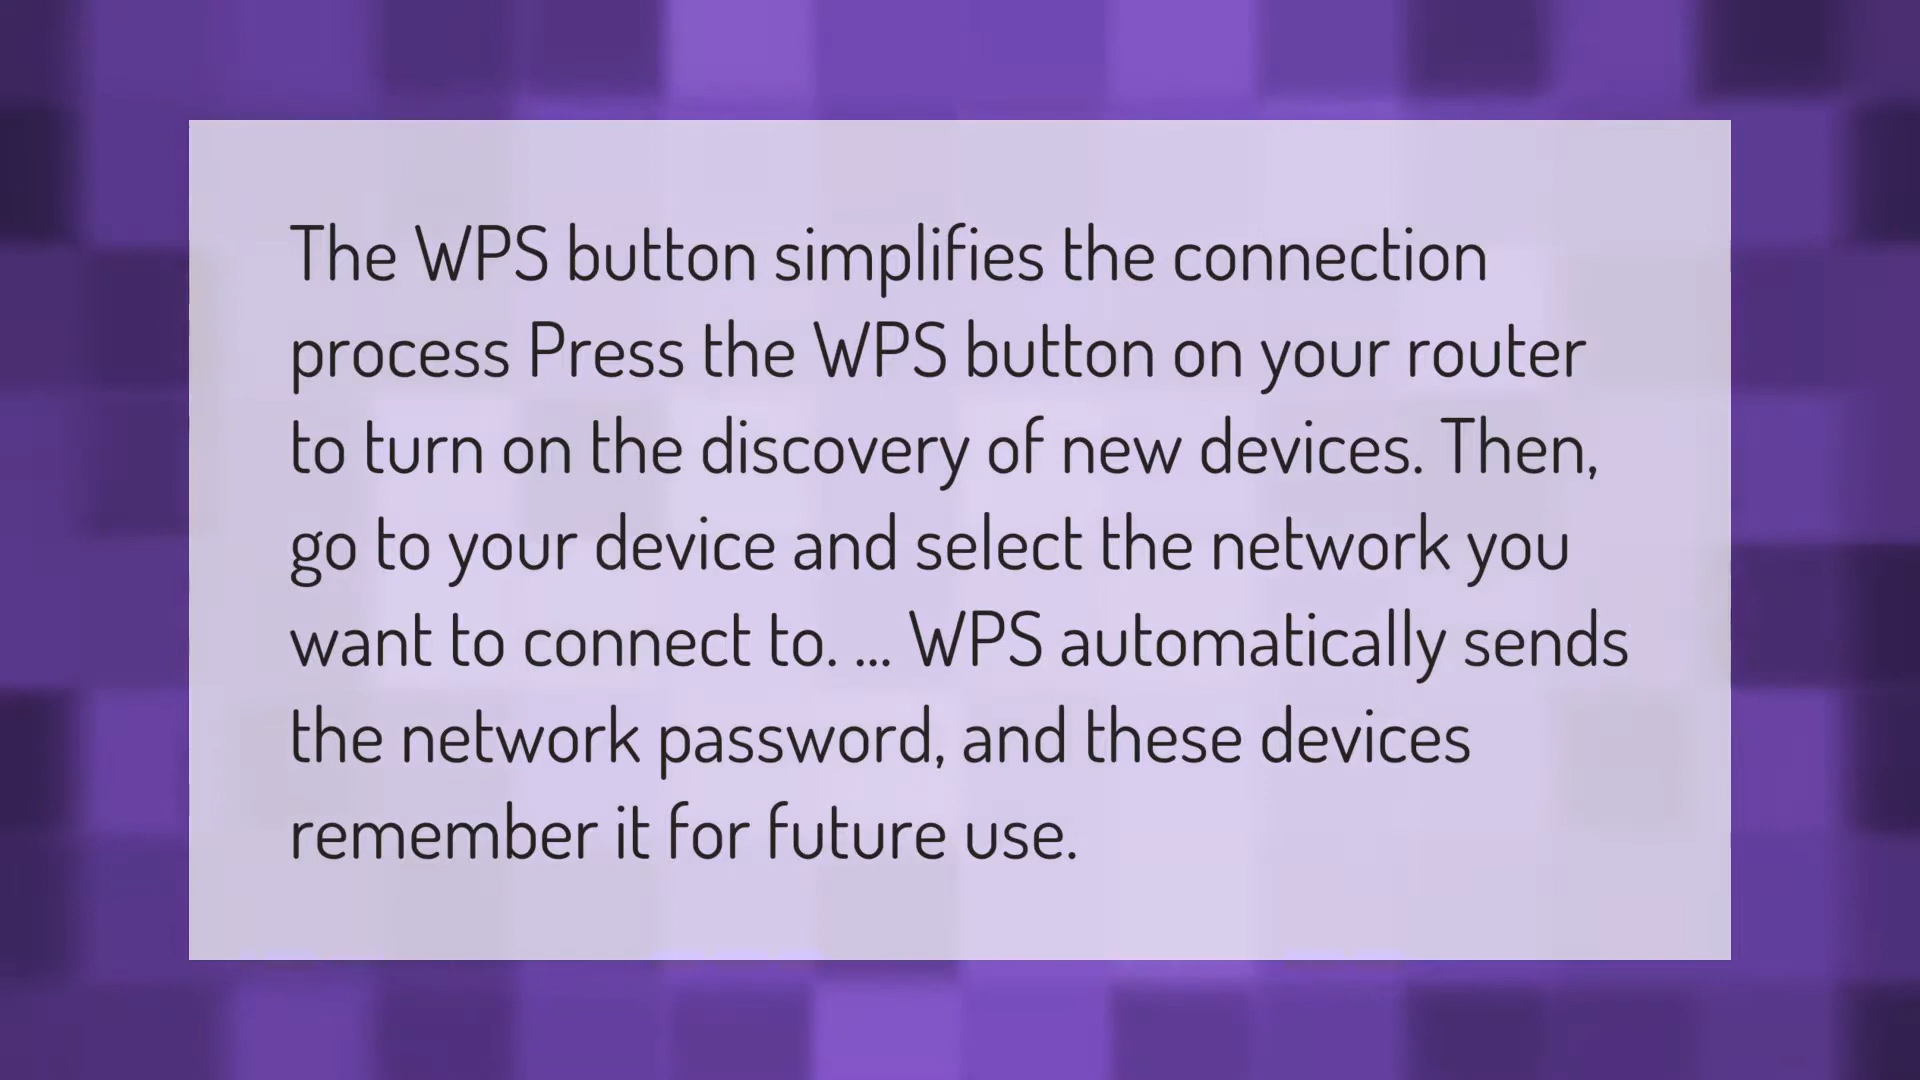 The WPS button simplifies the connection
process Press the WPS button on your router
to turn on the discovery of new devices. Then,
go to your device and select the network you
want to connect to. ... WPS automatically sends
the network password, and these devices
remember it for future use.